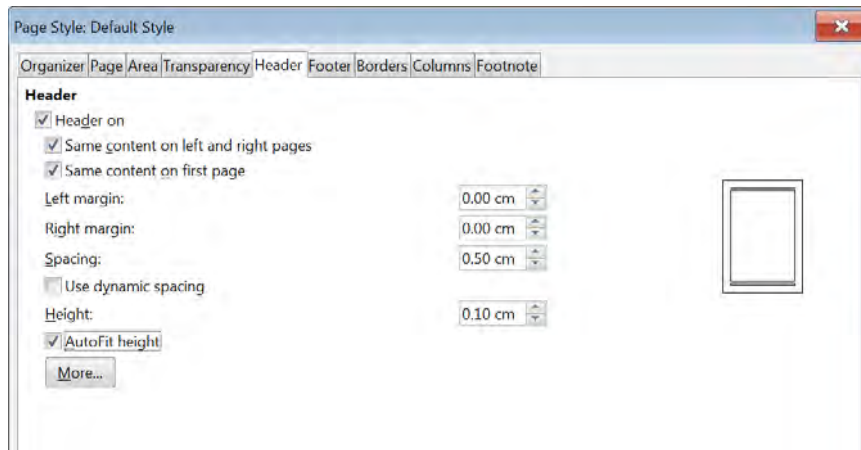 Page Style: Default Style
Organizer Page Area Transparency Header Footer Borders Columns Footnote
Header
Header on
Same content on left and right pages
Same content on first page
Left margin: 0.00 cm
Right margin: 0.00 cm
Spacing: 0.50 cm
Use dynamic spacing
Height: 0.10 cm
AutoFit height
More...